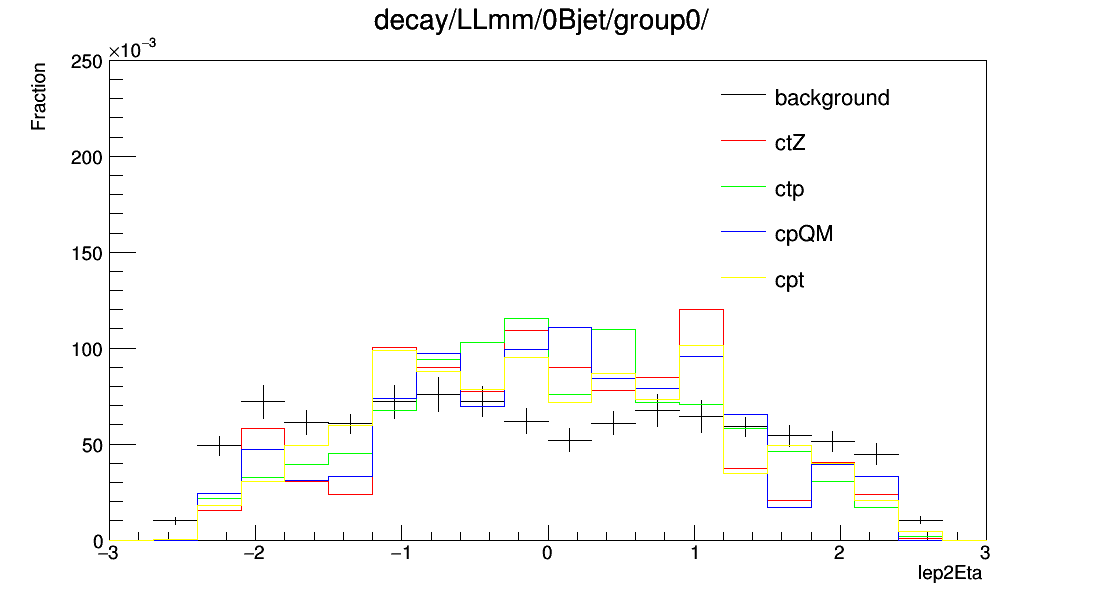 decay/LLmm/0Bjet/group0/
×10⁻³
Fraction
250
200
150
100
50
0
background
ctZ
ctp
cpQM
cpt
−3 −2 −1 0 1 2 3
lep2Eta